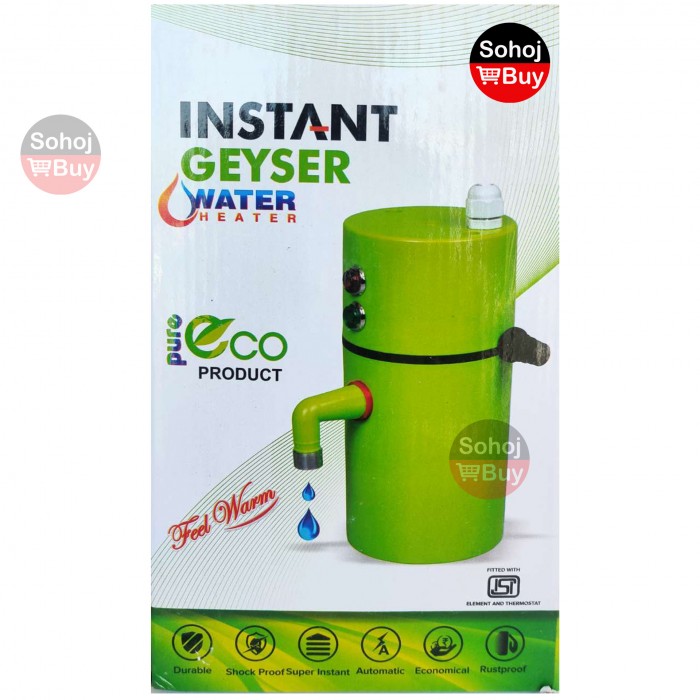 Sohoj
Buy
INSTANT
GEYSER
Sohoj
Buy
WATER
HEATER
pure eco
PRODUCT
Sohoj
Buy
Feel Warm
FITTED WITH
ISI
ELEMENT AND THERMOSTAT
Durable Shock Proof Super Instant Automatic Economical Rustproof